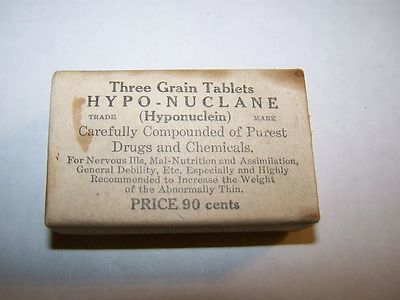 Three Grain Tablets
HYPO-NUCLANE
TRADE (Hyponuclein) MARK
Carefully Compounded of Purest
Drugs and Chemicals.
For Nervous Ills, Mal-Nutrition and Assimilation,
General Debility, Etc. Especially and Highly
Recommended to Increase the Weight
of the Abnormally Thin.
PRICE 90 cents